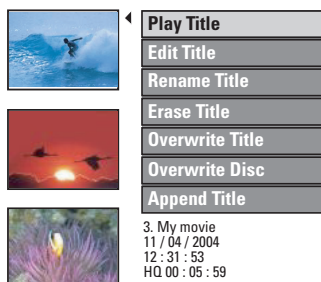 Play Title
Edit Title
Rename Title
Erase Title
Overwrite Title
Overwrite Disc
Append Title
3. My movie
11 / 04 / 2004
12 : 31 : 53
HQ 00 : 05 : 59